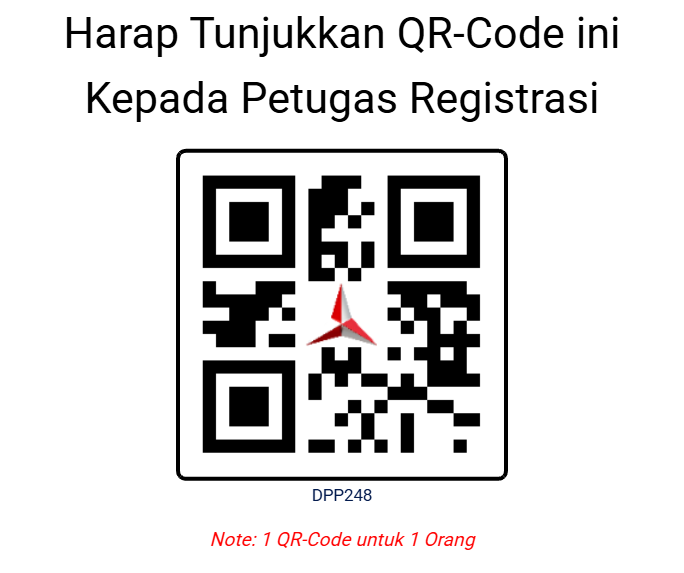 Harap Tunjukkan QR-Code ini
Kepada Petugas Registrasi
DPP248
Note: 1 QR-Code untuk 1 Orang